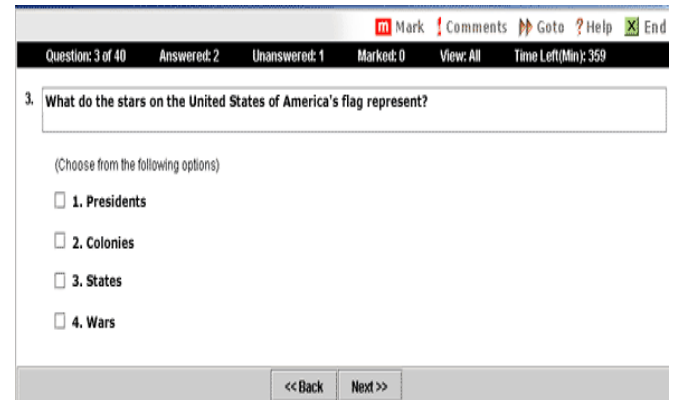 m Mark ! Comments Goto ? Help X End
Question: 3 of 40 Answered: 2 Unanswered: 1 Marked: 0 View: All Time Left(Min): 359
3. What do the stars on the United States of America's flag represent?
(Choose from the following options)
1. Presidents
2. Colonies
3. States
4. Wars
<< Back Next >>